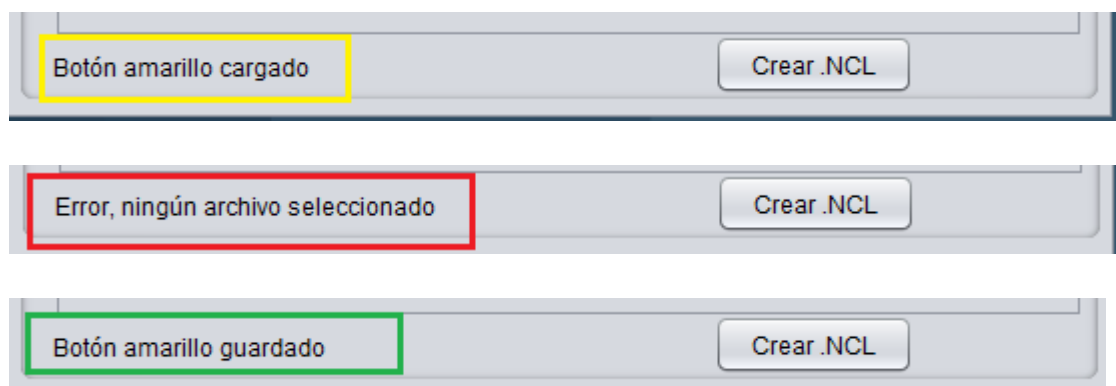 Botón amarillo cargado
Crear .NCL
Error, ningún archivo seleccionado
Crear .NCL
Botón amarillo guardado
Crear .NCL